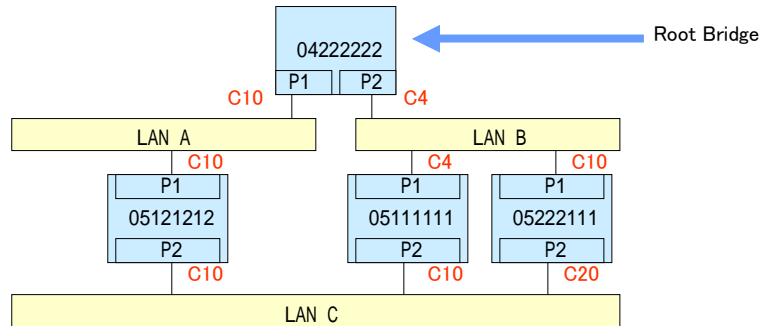 Root Bridge
04222222
P1 P2
C10 C4
LAN A LAN B
C10 C4 C10
P1 P1 P1
05121212 05111111 05222111
P2 P2 P2
C10 C10 C20
LAN C